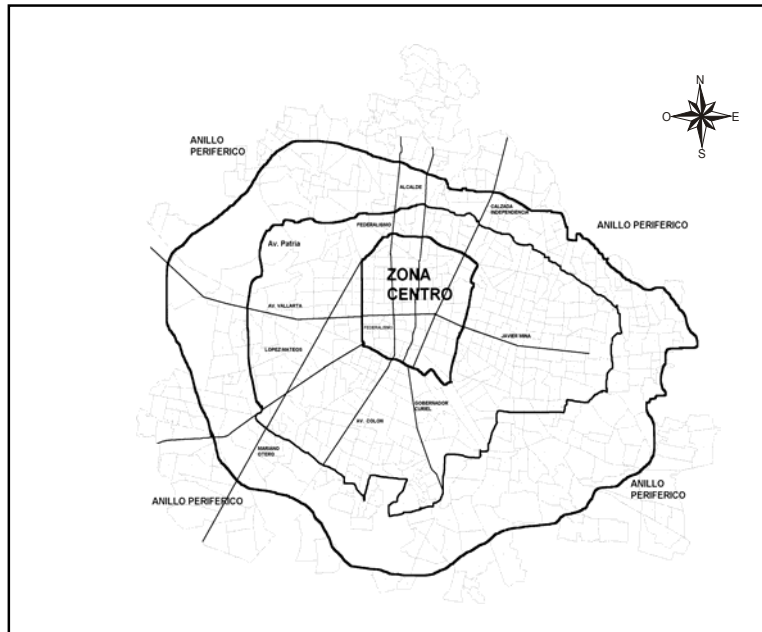 N
O
E
S
ANILLO
PERIFERICO
ALCALDE
CALZADA
INDEPENDENCIA
FEDERALISMO
ANILLO PERIFERICO
Av. Patria
ZONA
CENTRO
AV. VALLARTA
FEDERALISMO
JAVIER MINA
LOPEZ MATEOS
GOBERNADOR
CURIEL
AV. COLON
MARIANO
OTERO
ANILLO
PERIFERICO
ANILLO PERIFERICO